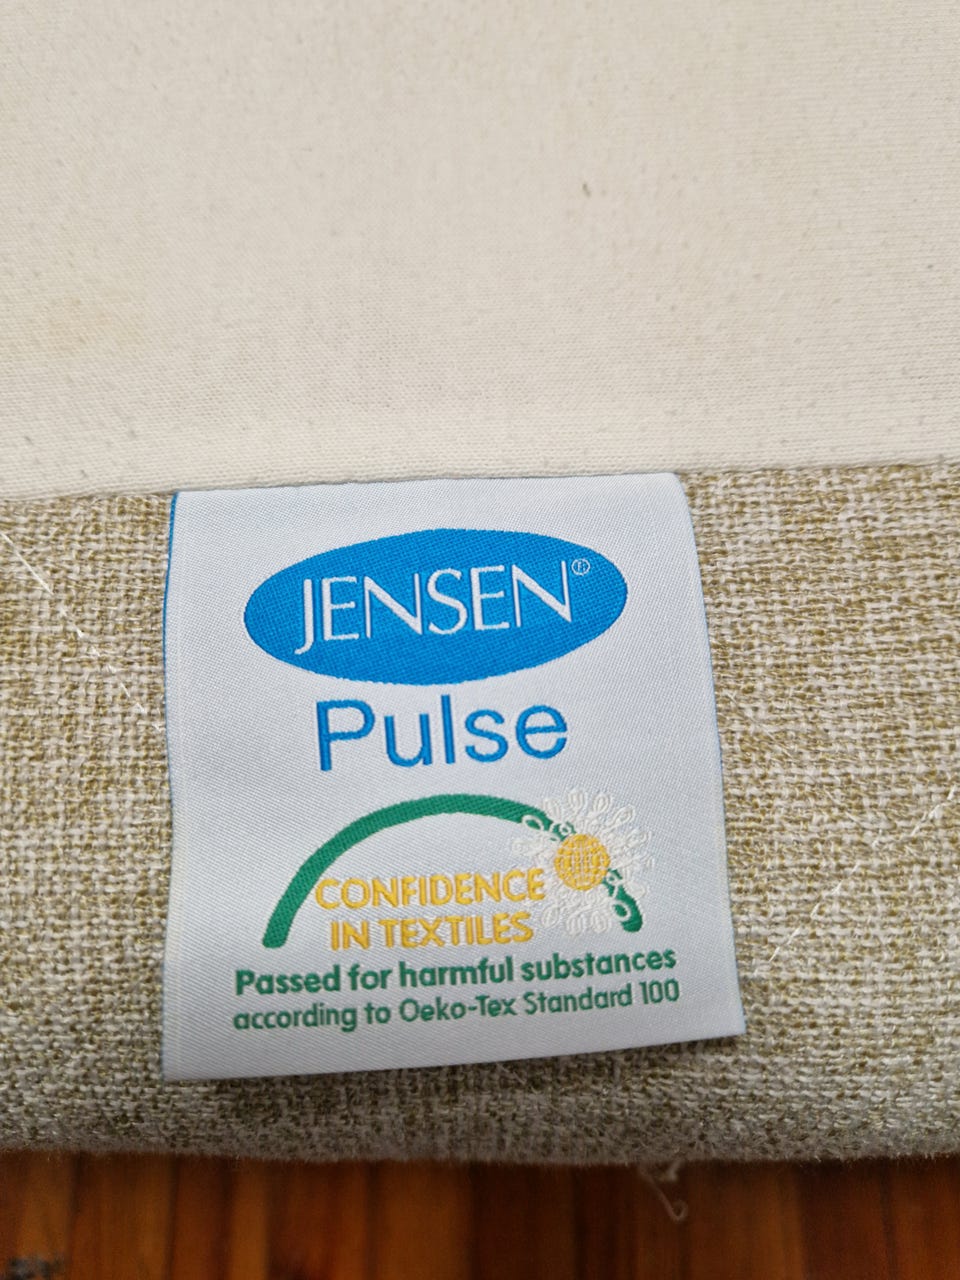 JENSEN®
Pulse
CONFIDENCE
IN TEXTILES
Passed for harmful substances
according to Oeko-Tex Standard 100